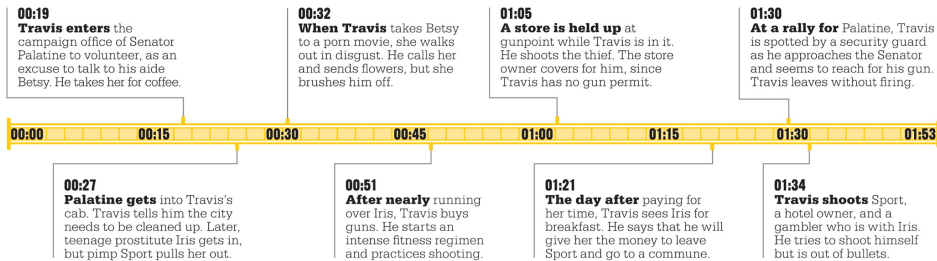 00:19
Travis enters the
campaign office of Senator
Palatine to volunteer, as an
excuse to talk to his aide
Betsy. He takes her for coffee.
00:32
When Travis takes Betsy
to a porn movie, she walks
out in disgust. He calls her
and sends flowers, but she
brushes him off.
01:05
A store is held up at
gunpoint while Travis is in it.
He shoots the thief. The store
owner covers for him, since
Travis has no gun permit.
01:30
At a rally for Palatine, Travis
is spotted by a security guard
as he approaches the Senator
and seems to reach for his gun.
Travis leaves without firing.
00:00 00:15 00:30 00:45 01:00 01:15 01:30 01:53
00:27
Palatine gets into Travis's
cab. Travis tells him the city
needs to be cleaned up. Later,
teenage prostitute Iris gets in,
but pimp Sport pulls her out.
00:51
After nearly running
over Iris, Travis buys
guns. He starts an
intense fitness regimen
and practices shooting.
01:21
The day after paying for
her time, Travis sees Iris for
breakfast. He says that he will
give her the money to leave
Sport and go to a commune.
01:34
Travis shoots Sport,
a hotel owner, and a
gambler who is with Iris.
He tries to shoot himself
but is out of bullets.